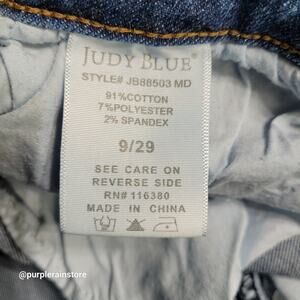 JUDY BLUE
STYLE# JB88503 MD
91%COTTON
7%POLYESTER
2% SPANDEX
9/29
SEE CARE ON
REVERSE SIDE
RN# 116380
MADE IN CHINA
@purplerainstore